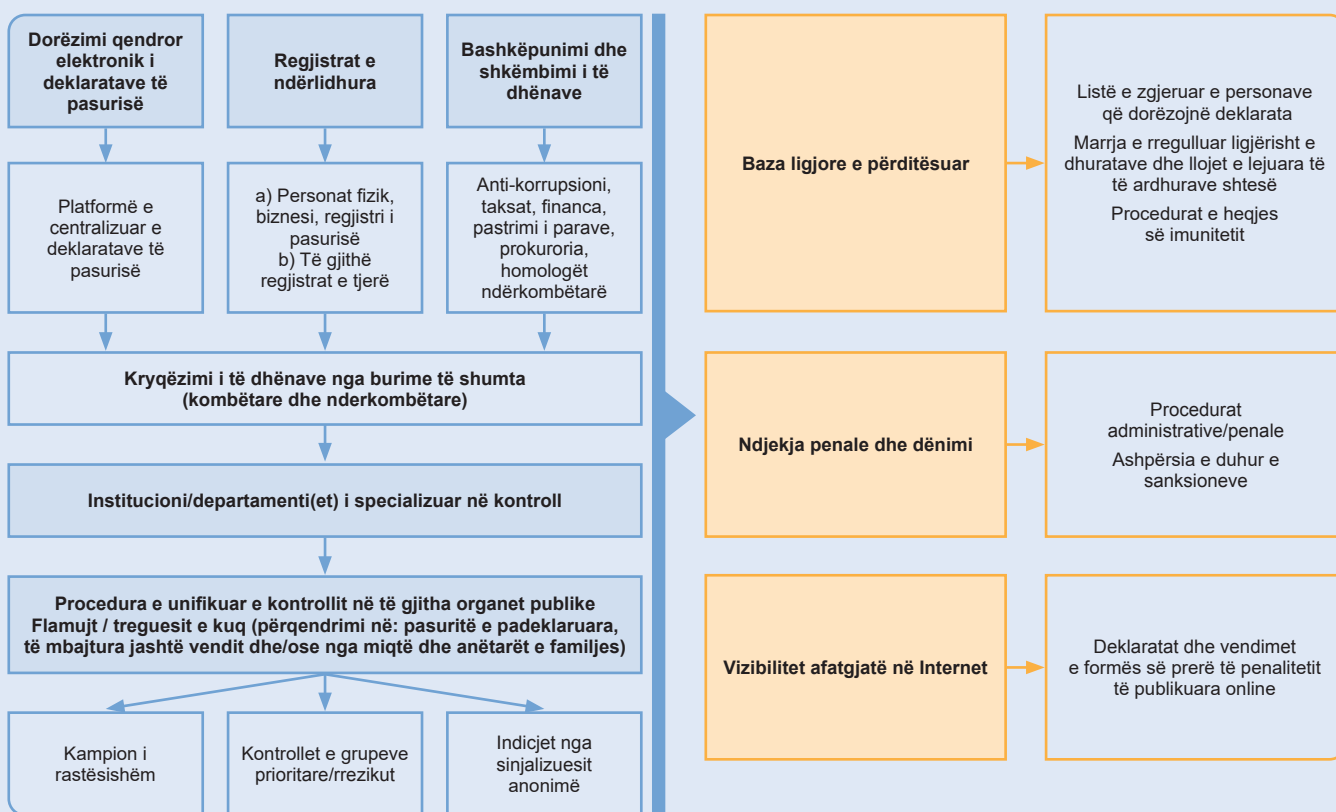 Dorëzimi qendror
elektronik i
deklaratave të
pasurisë
Regjistrat e
ndërlidhura
Bashkëpunimi dhe
shkëmbimi i të
dhënave
Platformë e
centralizuar e
deklaratave të
pasurisë
a) Personat fizik,
biznesi, regjistri i
pasurisë
b) Të gjithë
regjistrat e tjerë
Anti-korrupsioni,
taksat, financa,
pastrimi i parave,
prokuroria,
homologët
ndërkombëtarë
Kryqëzimi i të dhënave nga burime të shumta
(kombëtare dhe nderkombëtare)
Institucioni/departamenti(et) i specializuar në kontroll
Procedura e unifikuar e kontrollit në të gjitha organet publike
Flamujt / treguesit e kuq (përqendrimi në: pasuritë e padeklaruara,
të mbajtura jashtë vendit dhe/ose nga miqtë dhe anëtarët e familjes)
Kampion i
rastësishëm
Kontrollet e grupeve
prioritare/rrezikut
Indicjet nga
sinjalizuesit
anonimë
Baza ligjore e përditësuar
Listë e zgjeruar e personave
që dorëzojnë deklarata
Marrja e rregulluar ligjërisht e
dhuratave dhe llojet e lejuara të
të ardhurave shtesë
Procedurat e heqjes
së imunitetit
Ndjekja penale dhe dënimi
Procedurat
administrative/penale
Ashpërsia e duhur e
sanksioneve
Vizibilitet afatgjatë në Internet
Deklaratat dhe vendimet
e formës së prerë të penalitetit
të publikuara online